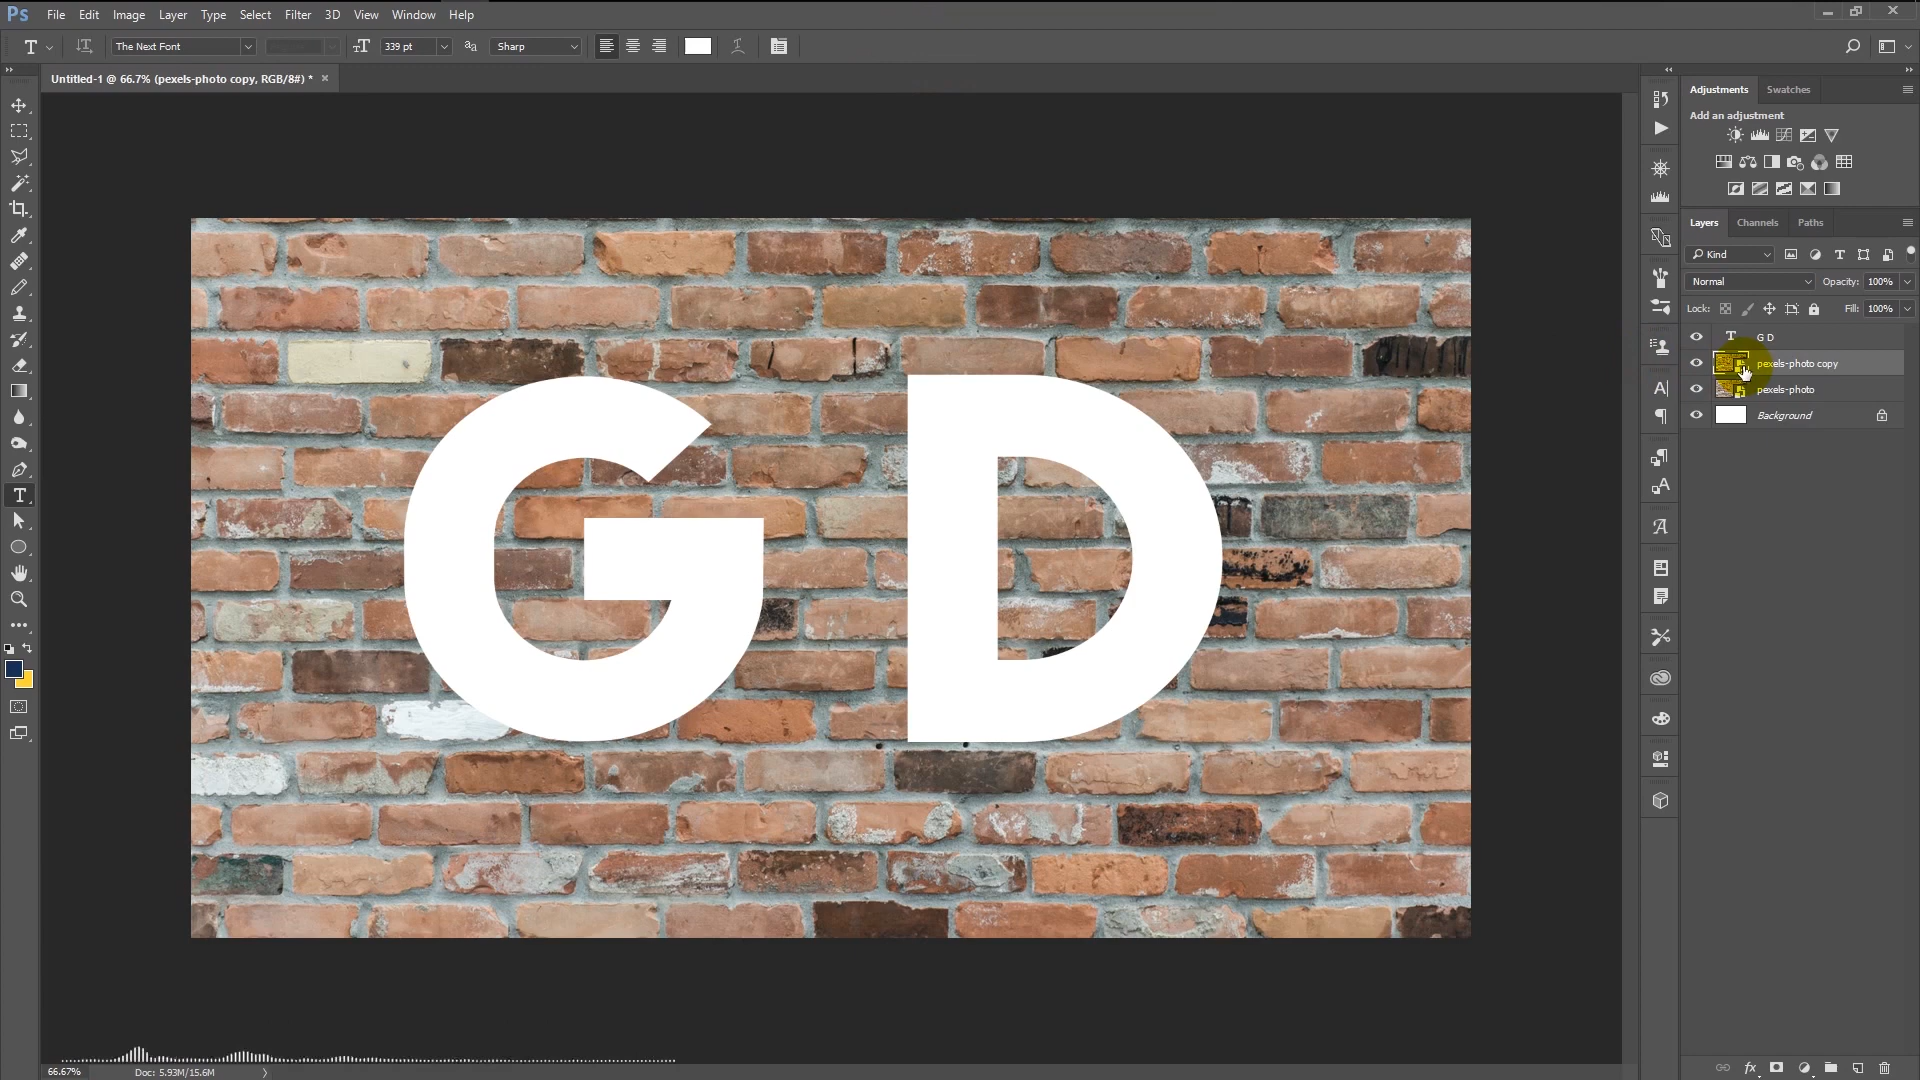 Ps File Edit Image Layer Type Select Filter 3D View Window Help
T The Next Font 339 pt aa Sharp
Untitled-1 @ 66.7% (pexels-photo copy, RGB/8#) *
Adjustments Swatches
Add an adjustment
Layers Channels Paths
Kind
Normal Opacity: 100%
Lock: Fill: 100%
G D
pexels-photo copy
pexels-photo
Background
G D
66.67% Doc: 5.93M/15.6M